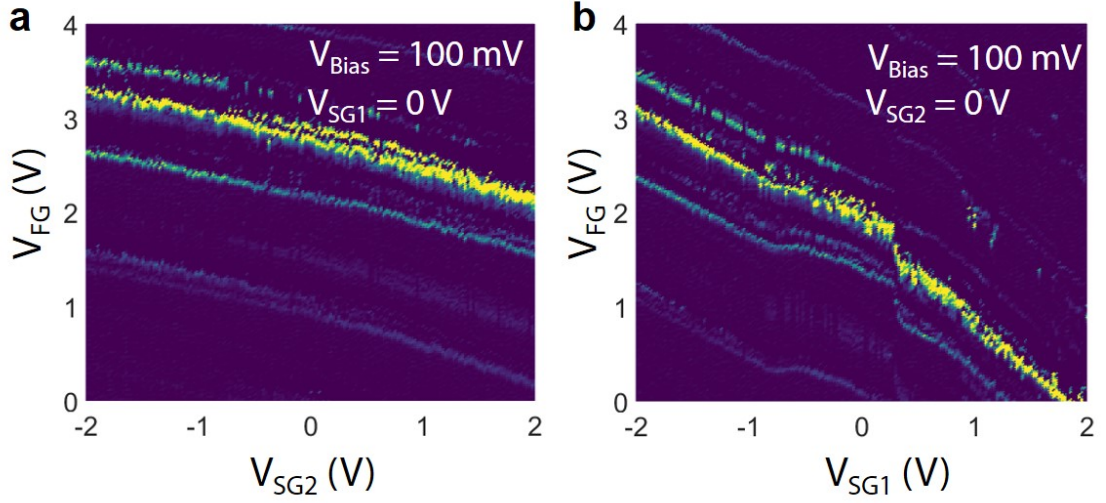 a
V_Bias = 100 mV
V_SG1 = 0 V
V_FG (V)
4
3
2
1
0
-2
-1
0
1
2
V_SG2 (V)
b
V_Bias = 100 mV
V_SG2 = 0 V
V_FG (V)
4
3
2
1
0
-2
-1
0
1
2
V_SG1 (V)